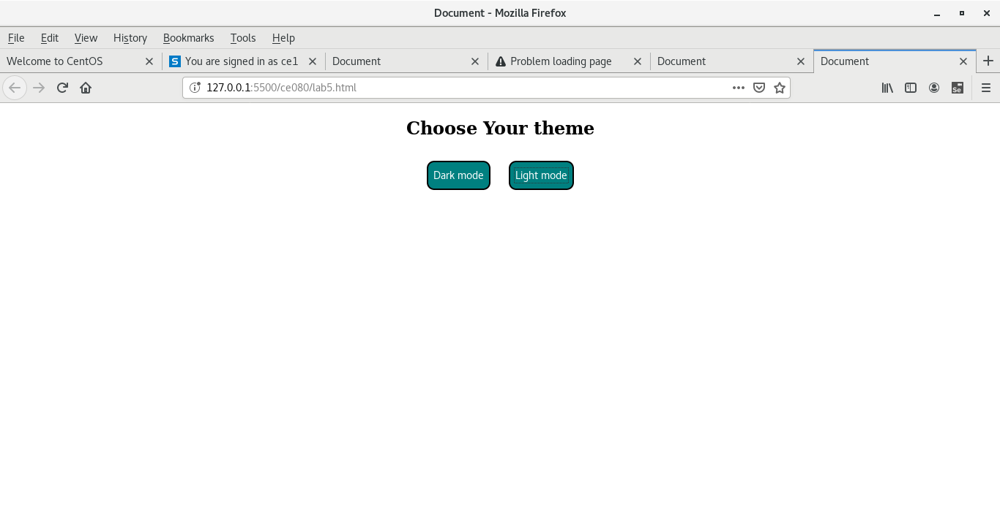 Document - Mozilla Firefox
File Edit View History Bookmarks Tools Help
Welcome to CentOS
S You are signed in as ce1
Document
Problem loading page
Document
Document
127.0.0.1:5500/ce080/lab5.html
Se
Choose Your theme
Dark mode
Light mode